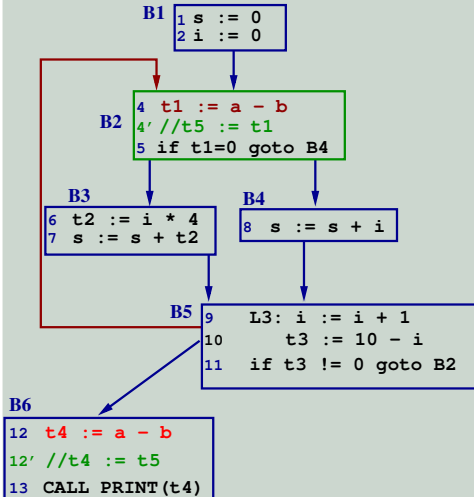 B1
1 s := 0
2 i := 0
B2
4 t1 := a - b
4' //t5 := t1
5 if t1=0 goto B4
B3
6 t2 := i * 4
7 s := s + t2
B4
8 s := s + i
B5
9 L3: i := i + 1
10 t3 := 10 - i
11 if t3 != 0 goto B2
B6
12 t4 := a - b
12' //t4 := t5
13 CALL PRINT(t4)